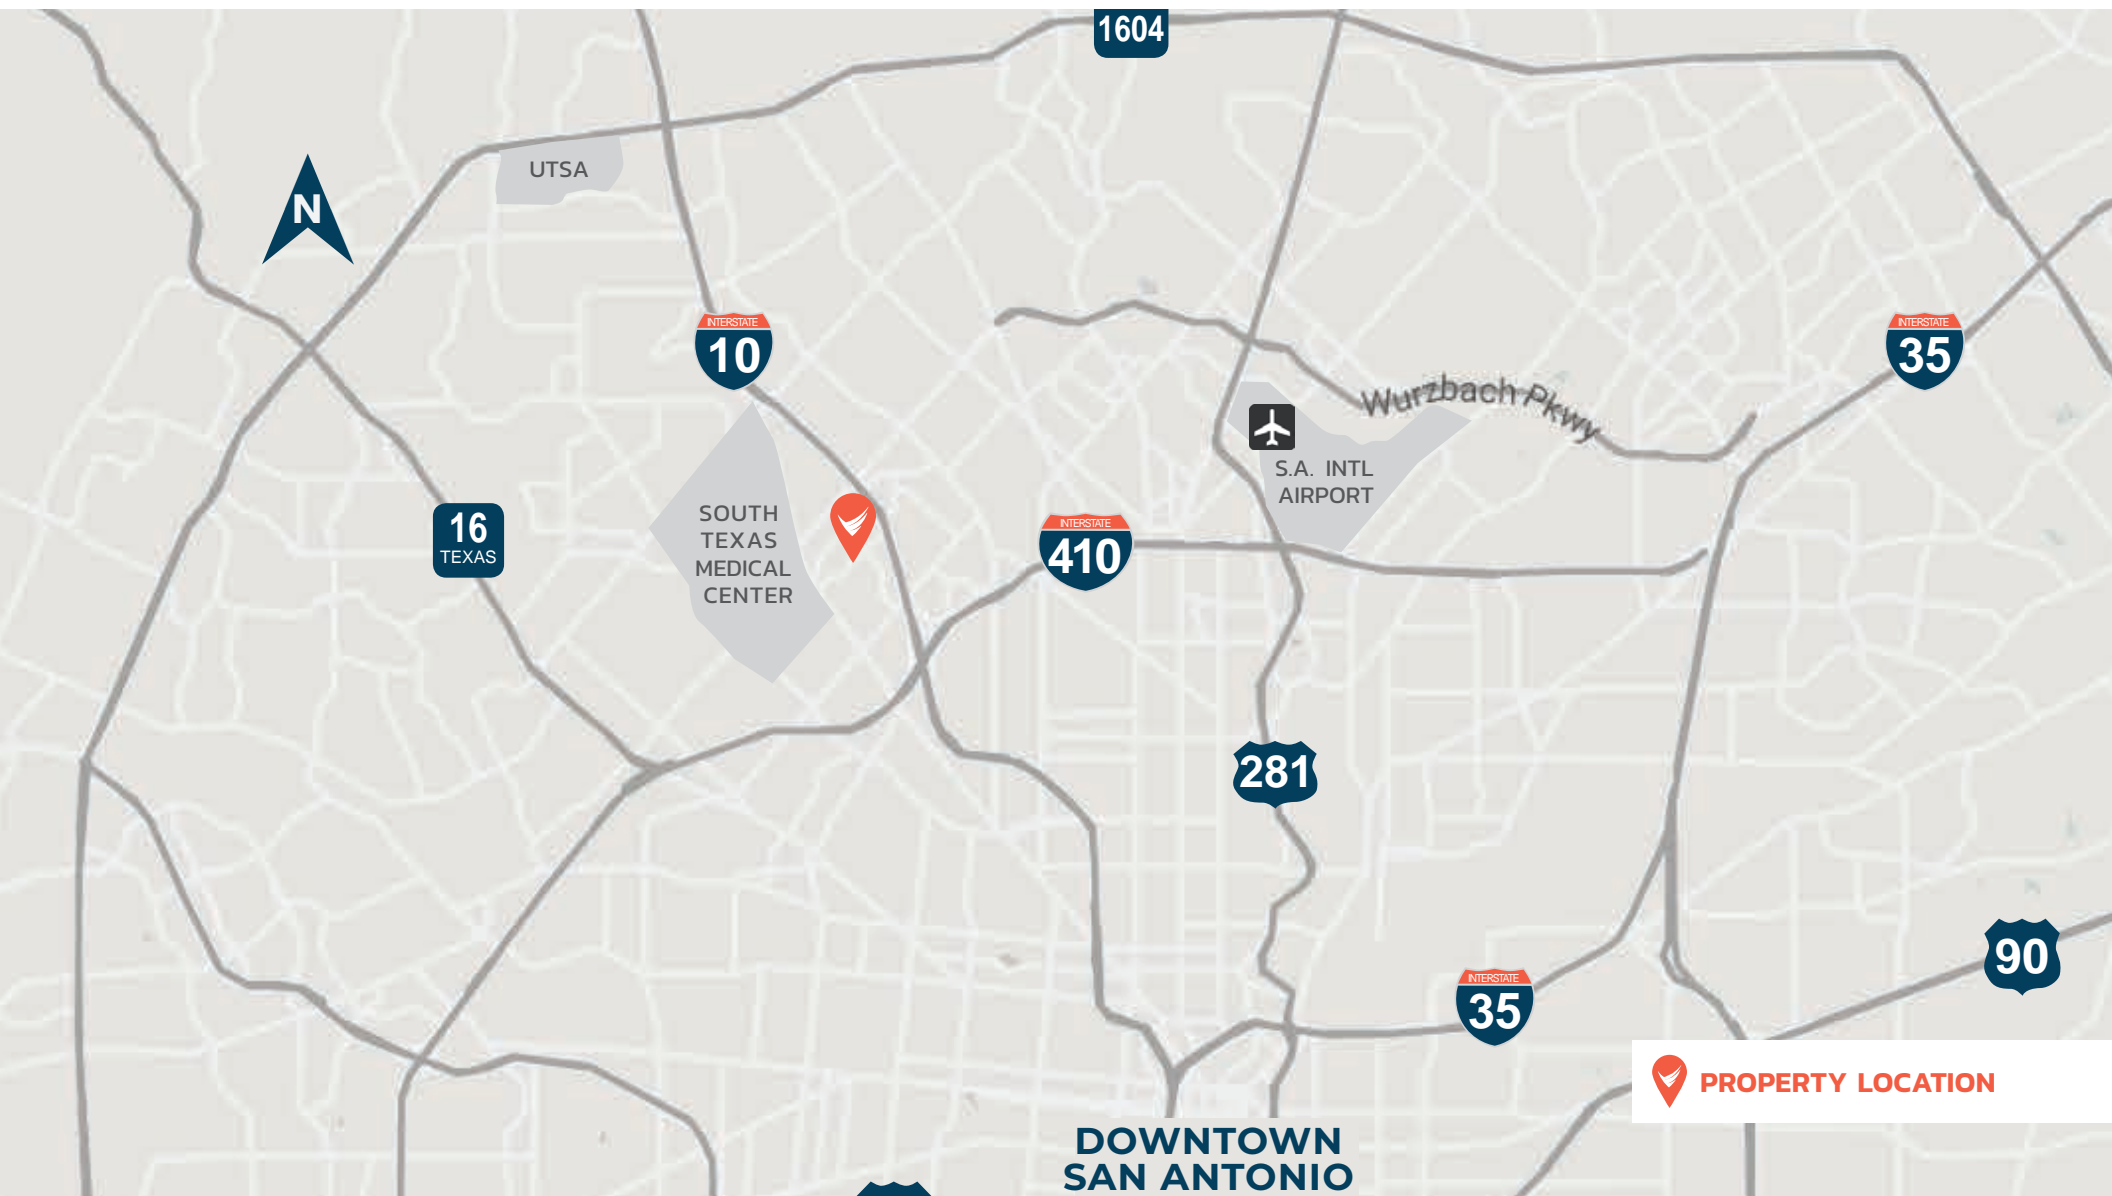 1604
UTSA
N
INTERSTATE
10
INTERSTATE
35
Wurzbach Pkwy
S.A. INTL
AIRPORT
16
TEXAS
SOUTH
TEXAS
MEDICAL
CENTER
INTERSTATE
410
281
90
INTERSTATE
35
PROPERTY LOCATION
DOWNTOWN
SAN ANTONIO